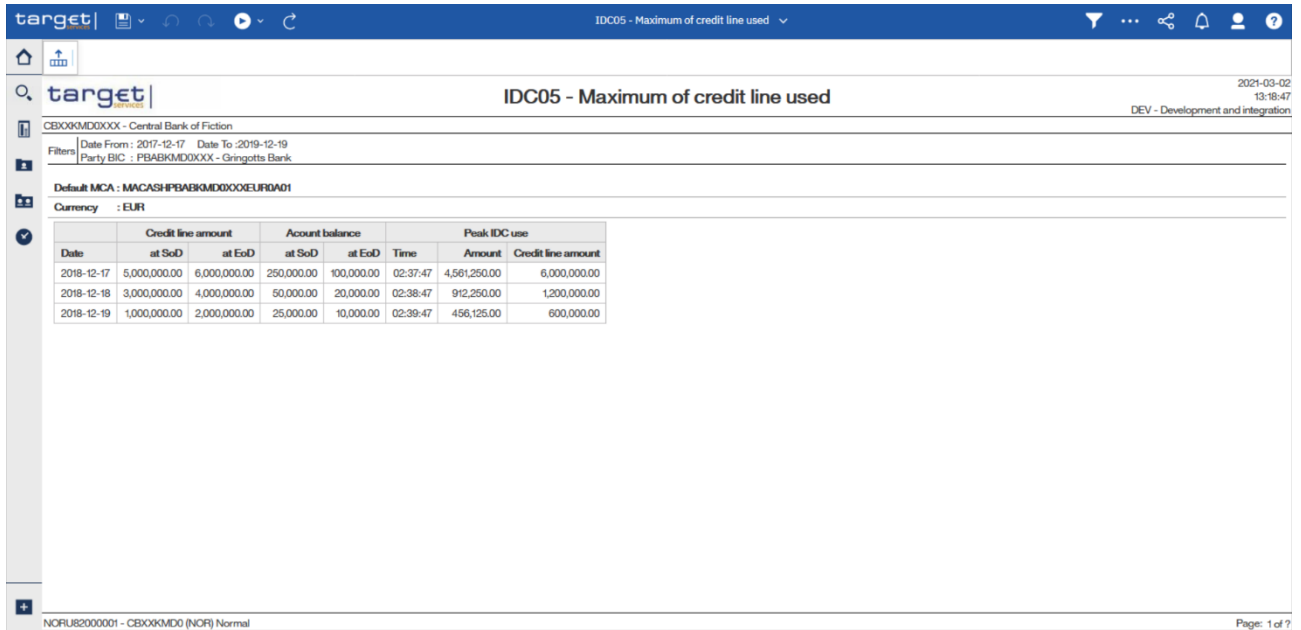 target|
IDC05 - Maximum of credit line used
target|
services
IDC05 - Maximum of credit line used
2021-03-02
13:18:47
DEV - Development and integration
CBXXKMD0XXX - Central Bank of Fiction
Filters
Date From : 2017-12-17 Date To :2019-12-19
Party BIC : PBABKMD0XXX - Gringotts Bank
Default MCA : MACASHPBABKMD0XXXEUR0A01
Currency : EUR
Credit line amount Acount balance Peak IDC use
Date at SoD at EoD at SoD at EoD Time Amount Credit line amount
2018-12-17 5,000,000.00 6,000,000.00 250,000.00 100,000.00 02:37:47 4,561,250.00 6,000,000.00
2018-12-18 3,000,000.00 4,000,000.00 50,000.00 20,000.00 02:38:47 912,250.00 1,200,000.00
2018-12-19 1,000,000.00 2,000,000.00 25,000.00 10,000.00 02:39:47 456,125.00 600,000.00
NORU82000001 - CBXXKMD0 (NOR) Normal
Page: 1 of ?